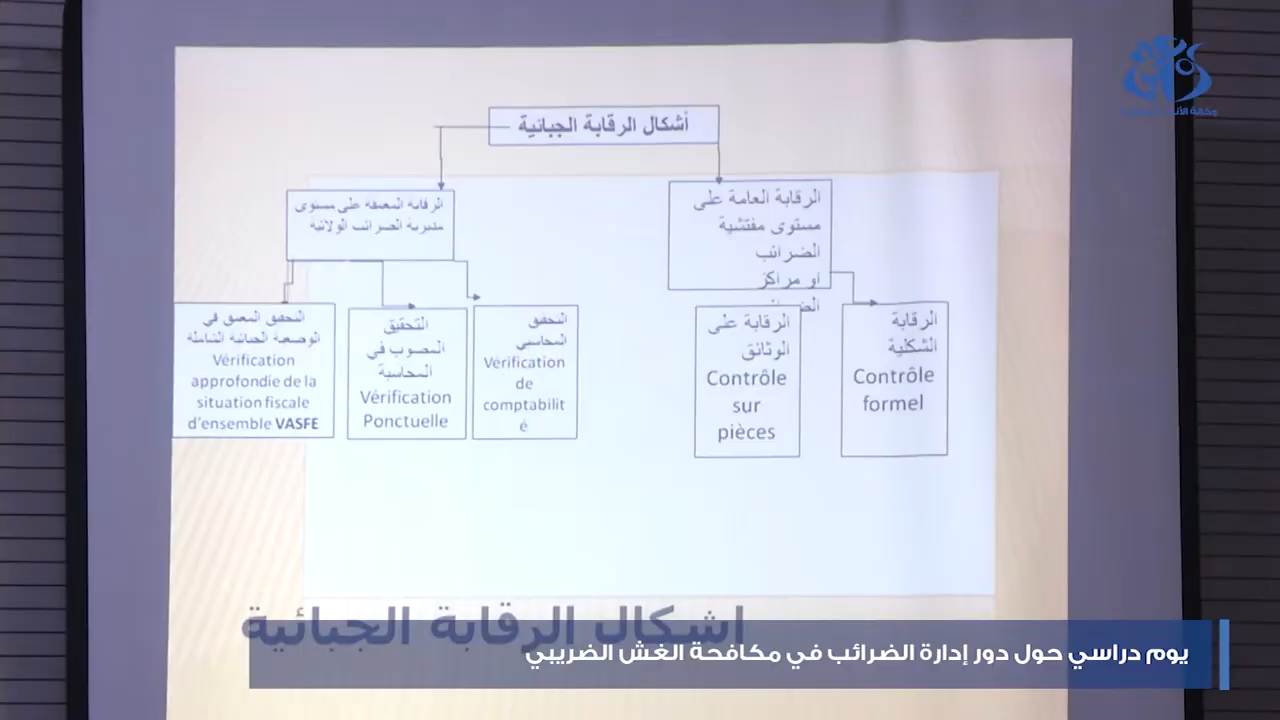 أشكال الرقابة الجبائية
الرقابة العامة على
مستوى مفتشية
الضرائب
او مراكز
الرقابة المعمقة على مستوى
مديرية الضرائب الولائية
الرقابة
الشكلية
Contrôle
formel
الرقابة على
الوثائق
Contrôle
sur
pièces
التحقيق
المحاسبي
Vérification
de
comptabilit
é
التحقيق
المصوب في
المحاسبة
Vérification
Ponctuelle
التحقيق المعمق في
الوضعية الجبائية الشاملة
Vérification
approfondie de la
situation fiscale
d'ensemble VASFE
اشكال الرقابة الجبائية
يوم دراسي حول دور إدارة الضرائب في مكافحة الغش الضريبي